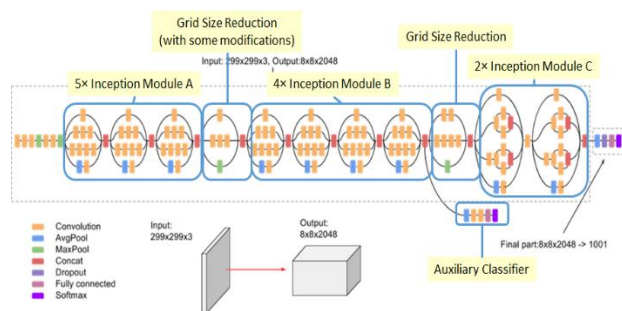 Grid Size Reduction
(with some modifications)
Grid Size Reduction
Input: 299x299x3, Output:8x8x2048
5× Inception Module A
4× Inception Module B
2× Inception Module C
Convolution
AvgPool
MaxPool
Concat
Dropout
Fully connected
Softmax
Input:
299x299x3
Output:
8x8x2048
Auxiliary Classifier
Final part:8x8x2048 -> 1001